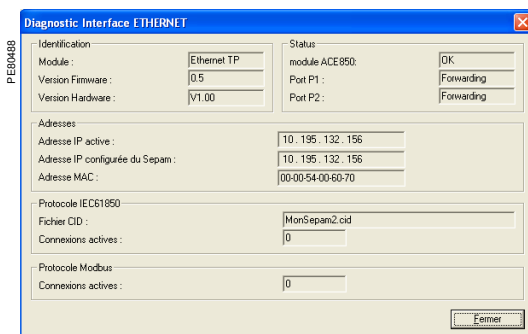 PE80488
Diagnostic Interface ETHERNET
Identification
Module : Ethernet TP
Version Firmware : 0.5
Version Hardware : V1.00
Status
module ACE850: OK
Port P1 : Forwarding
Port P2 : Forwarding
Adresses
Adresse IP active : 10 . 195 . 132 . 156
Adresse IP configurée du Sepam : 10 . 195 . 132 . 156
Adresse MAC : 00-00-54-00-60-70
Protocole IEC61850
Fichier CID : MonSepam2.cid
Connexions actives : 0
Protocole Modbus
Connexions actives : 0
Fermer